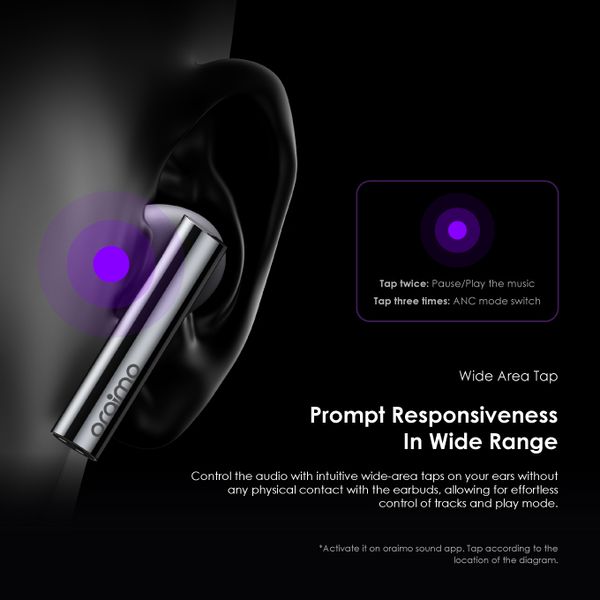 oraimo
Tap twice: Pause/Play the music
Tap three times: ANC mode switch
Wide Area Tap
Prompt Responsiveness
In Wide Range
Control the audio with intuitive wide-area taps on your ears without
any physical contact with the earbuds, allowing for effortless
control of tracks and play mode.
*Activate it on oraimo sound app. Tap according to the
location of the diagram.